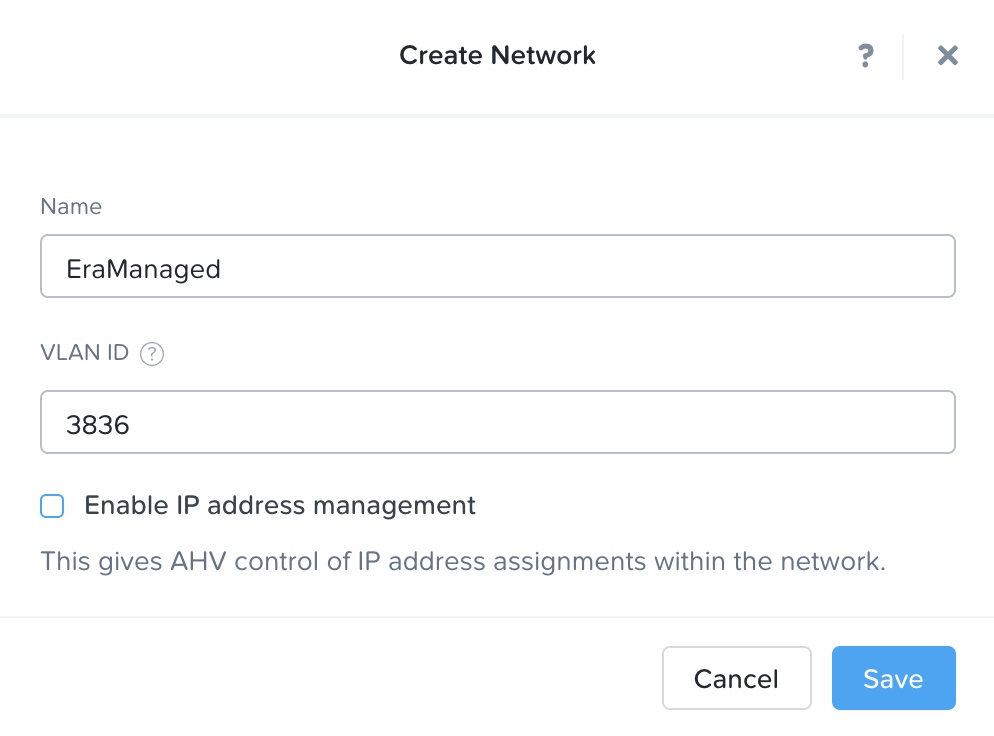 Create Network
?
×
Name
EraManaged
VLAN ID ?
3836
Enable IP address management
This gives AHV control of IP address assignments within the network.
Cancel
Save